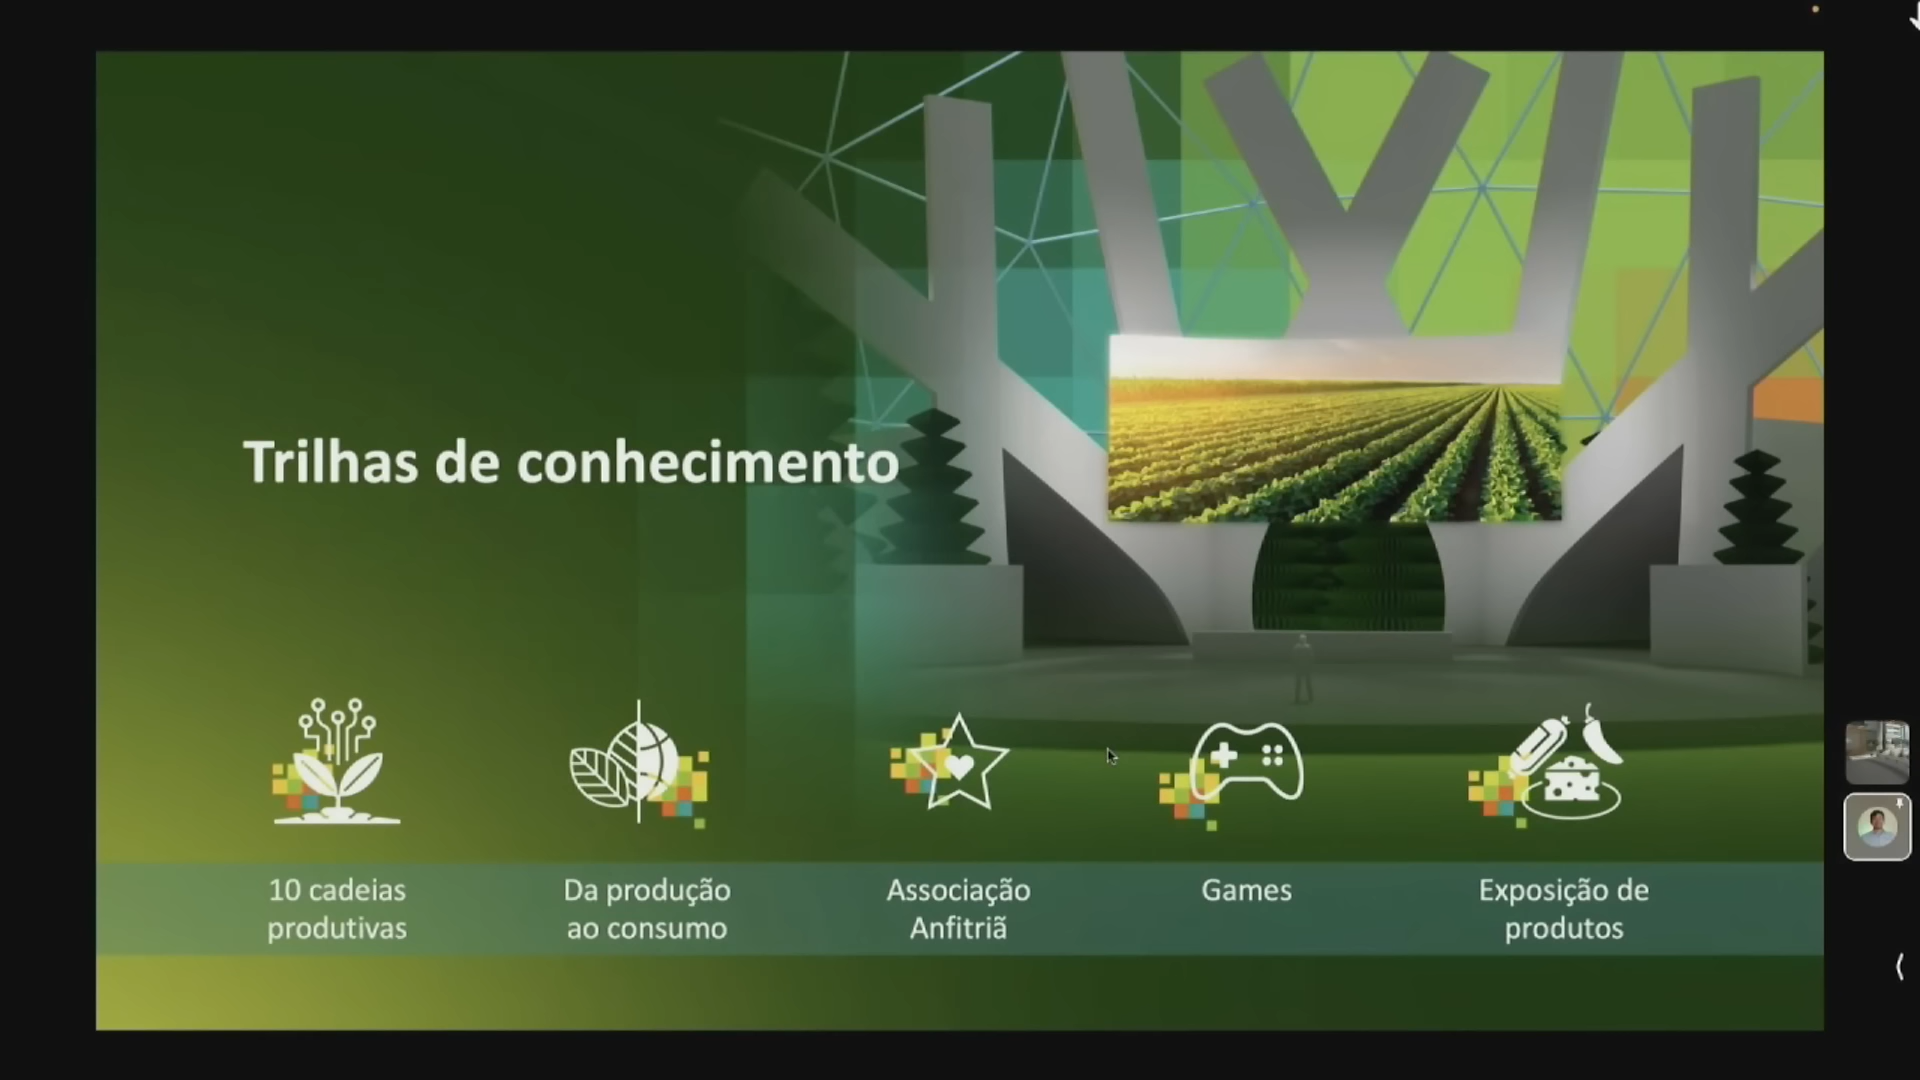 Trilhas de conhecimento
10 cadeias
produtivas
Da produção
ao consumo
Associação
Anfitriã
Games
Exposição de
produtos